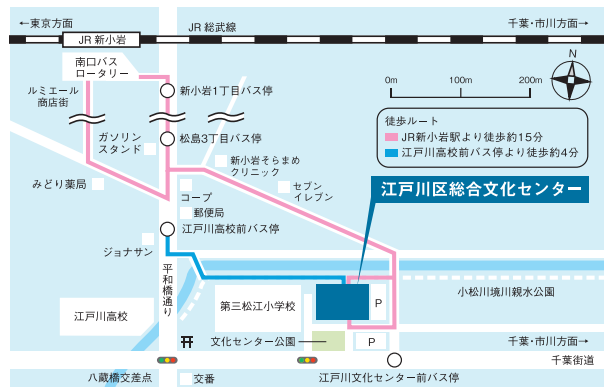 ←東京方面
JR 総武線
千葉・市川方面→
JR 新小岩
南口バス
ロータリー
ルミエール
商店街
新小岩1丁目バス停
ガソリン
スタンド
松島3丁目バス停
新小岩そらまめ
クリニック
みどり薬局
コープ
セブン
イレブン
郵便局
江戸川高校前バス停
ジョナサン
N
0m
100m
200m
徒歩ルート
JR新小岩駅より徒歩約15分
江戸川高校前バス停より徒歩約4分
江戸川区総合文化センター
平和橋通り
第三松江小学校
P
小松川境川親水公園
江戸川高校
文化センター公園
P
千葉・市川方面→
千葉街道
八蔵橋交差点
交番
江戸川文化センター前バス停